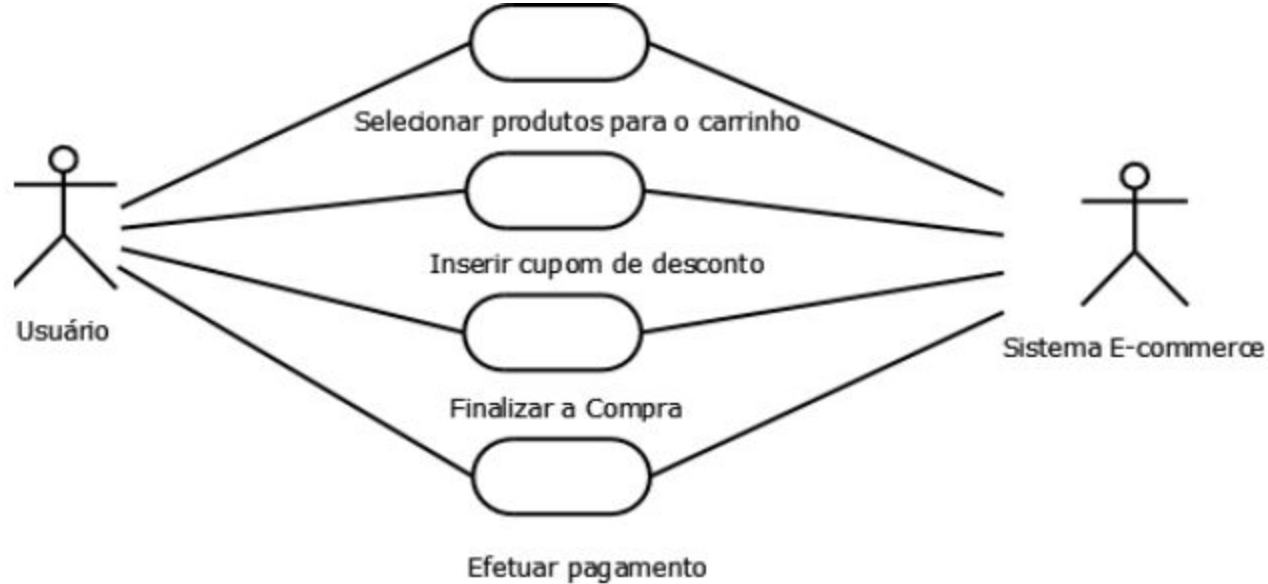 Selecionar produtos para o carrinho
Inserir cupom de desconto
Usuário
Sistema E-commerce
Finalizar a Compra
Efetuar pagamento